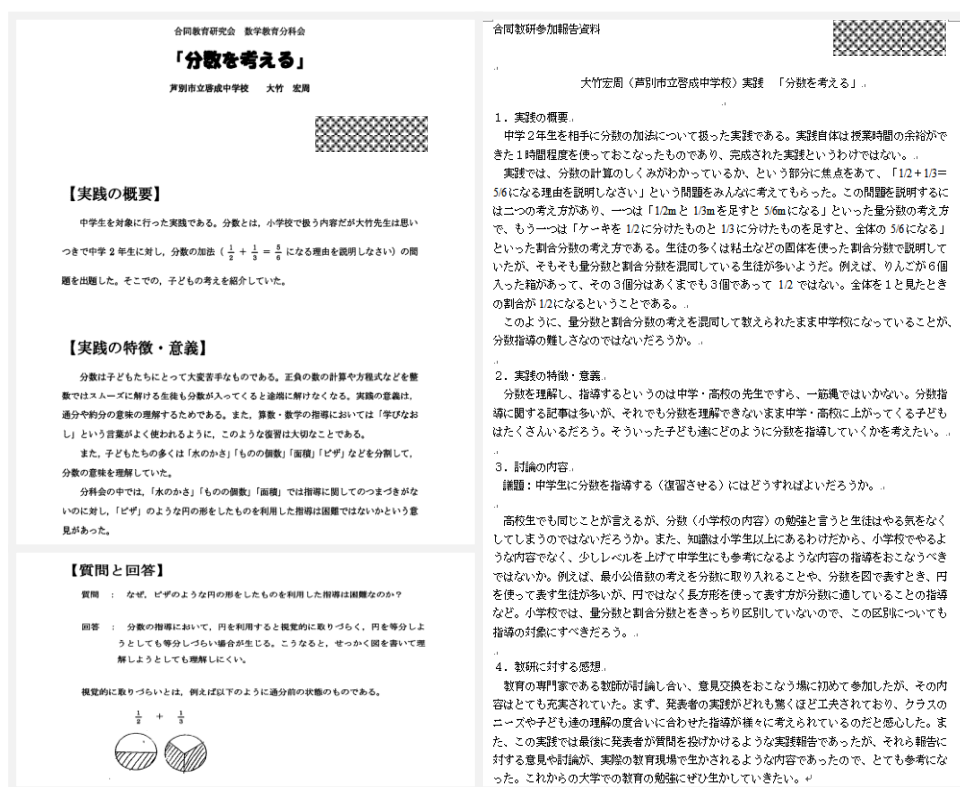 合同教育研究会　数学教育分科会
「分数を考える」
芦別市立啓成中学校　　大竹　宏周
【実践の概要】
中学生を対象に行った実践である。分数とは，小学校で扱う内容だが大竹先生は思い
つきで中学 2 年生に対し，分数の加法（ 1/2 + 1/3 = 5/6 になる理由を説明しなさい）の問
題を出題した。そこでの，子どもの考えを紹介していた。
【実践の特徴・意義】
分数は子どもたちにとって大変苦手なものである。正負の数の計算や方程式などを整
数ではスムーズに解ける生徒も分数が入ってくると途端に解けなくなる。実践の意義は，
通分や約分の意味の理解するためである。また，算数・数学の指導においては「学びなお
し」という言葉がよく使われるように，このような復習は大切なことである。
また，子どもたちの多くは「水のかさ」「ものの個数」「面積」「ピザ」などを分割して，
分数の意味を理解していた。
分科会の中では，「水のかさ」「ものの個数」「面積」では指導に関してのつまづきがな
いのに対し，「ピザ」のような円の形をしたものを利用した指導は困難ではないかという意
見があった。
【質問と回答】
質問　：　なぜ，ピザのような円の形をしたものを利用した指導は困難なのか？
回答　：　分数の指導において，円を利用すると視覚的に取りづらく，円を等分しよ
うとしても等分しづらい場合が生じる。こうなると，せっかく図を書いて理
解しようとしても理解しにくい。
視覚的に取りづらいとは，例えば以下のように通分前の状態のものである。
1/2 + 1/3
合同教研参加報告資料
大竹宏周（芦別市立啓成中学校）実践　「分数を考える」
１．実践の概要
中学２年生を相手に分数の加法について扱った実践である。実践自体は授業時間の余裕がで
きた１時間程度を使っておこなったものであり、完成された実践というわけではない。
実践では、分数の計算のしくみがわかっているか、という部分に焦点をあて、「1/2＋1/3＝
5/6になる理由を説明しなさい」という問題をみんなに考えてもらった。この問題を説明するに
は二つの考え方があり、一つは「1/2mと 1/3mを足すと 5/6mになる」といった量分数の考え方
で、もう一つは「ケーキを 1/2に分けたものと 1/3に分けたものを足すと、全体の 5/6になる」
といった割合分数の考え方である。生徒の多くは粘土などの固体を使った割合分数で説明して
いたが、そもそも量分数と割合分数を混同している生徒が多いようだ。例えば、りんごが６個
入った箱があって、その３個分はあくまでも３個であって 1/2 ではない。全体を１と見たとき
の割合が 1/2になるということである。
このように、量分数と割合分数の考えを混同して教えられたまま中学校になっていることが、
分数指導の難しさなのではないだろうか。
２．実践の特徴・意義
分数を理解し、指導するというのは中学・高校の先生ですら、一筋縄ではいかない。分数指
導に関する記事は多いが、それでも分数を理解できないまま中学・高校に上がってくる子ども
はたくさんいるだろう。そういった子ども達にどのように分数を指導していくかを考えたい。
３．討論の内容
議題：中学生に分数を指導する（復習させる）にはどうすればよいだろうか。
高校生でも同じことが言えるが、分数（小学校の内容）の勉強と言うと生徒はやる気をなく
してしまうのではないだろうか。また、知識は小学生以上にあるわけだから、小学校でやるよ
うな内容でなく、少しレベルを上げて中学生にも参考になるような内容の指導をおこなうべき
ではないか。例えば、最小公倍数の考えを分数に取り入れることや、分数を図で表すとき、円
を使って表す生徒が多いが、円ではなく長方形を使って表す方が分数に適していることの指導
など。小学校では、量分数と割合分数とをきっちり区別していないので、この区別についても
指導の対象にすべきだろう。
４．教研に対する感想
教育の専門家である教師が討論し合い、意見交換をおこなう場に初めて参加したが、その内
容はとても充実されていた。まず、発表者の実践がどれも驚くほど工夫されており、クラスの
ニーズや子ども達の理解の度合いに合わせた指導が様々に考えられているのだと感心した。ま
た、この実践では最後に発表者が質問を投げかけるような実践報告であったが、それら報告に
対する意見や討論が、実際の教育現場で生かされるような内容であったので、とても参考にな
った。これからの大学での教育の勉強にぜひ生かしていきたい。